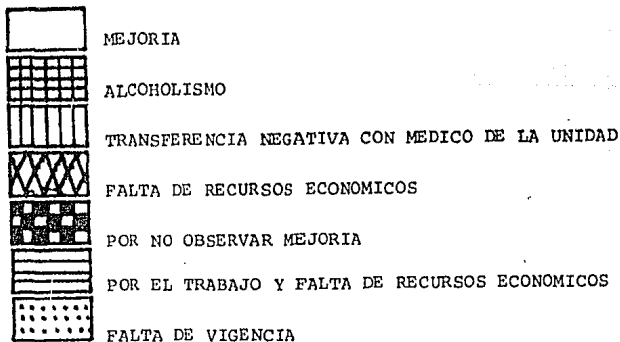 MEJORIA
ALCOHOLISMO
TRANSFERENCIA NEGATIVA CON MEDICO DE LA UNIDAD
FALTA DE RECURSOS ECONOMICOS
POR NO OBSERVAR MEJORIA
POR EL TRABAJO Y FALTA DE RECURSOS ECONOMICOS
FALTA DE VIGENCIA